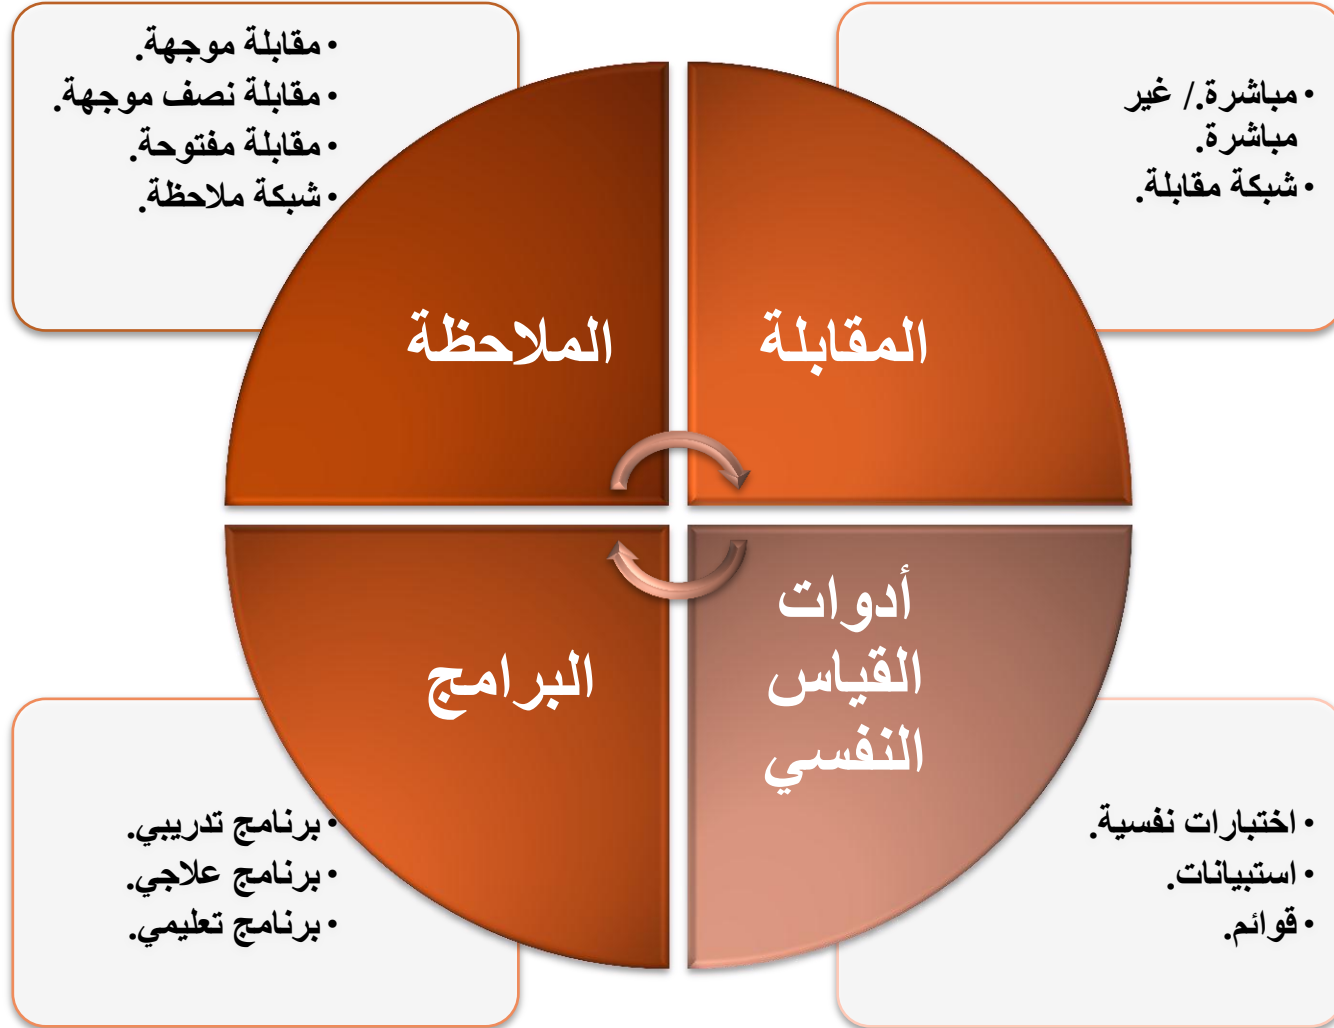 • مباشرة./ غير
مباشرة.
• شبكة مقابلة.
المقابلة
• مقابلة موجهة.
• مقابلة نصف موجهة.
• مقابلة مفتوحة.
• شبكة ملاحظة.
الملاحظة
أدوات
القياس
النفسي
• اختبارات نفسية.
• استبيانات.
• قوائم.
البرامج
• برنامج تدريبي.
• برنامج علاجي.
• برنامج تعليمي.